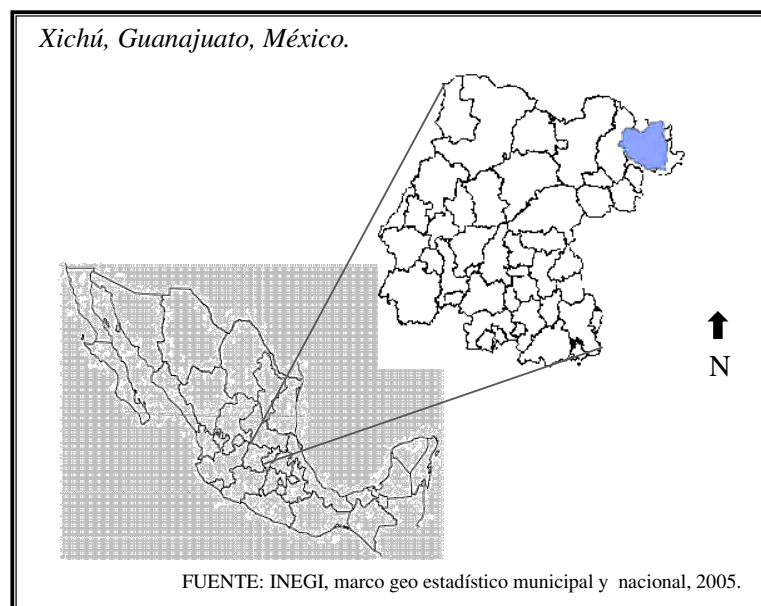 Xichú, Guanajuato, México.
N
FUENTE: INEGI, marco geo estadístico municipal y nacional, 2005.